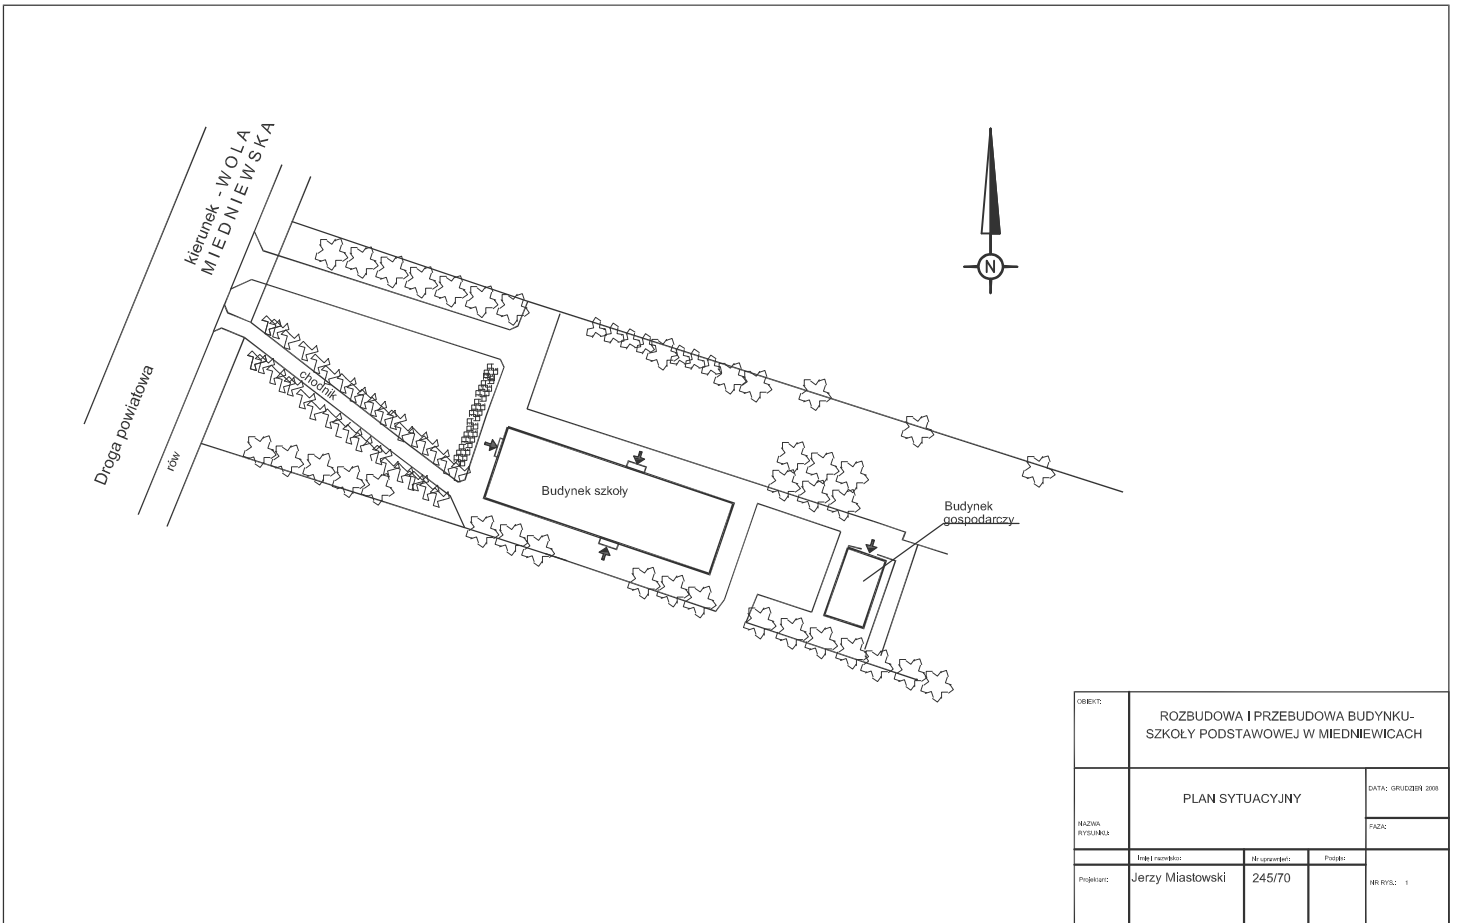 kierunek - WOLA
MIEDNIEWSKA
N
chodnik
Droga powiatowa
rów
Budynek szkoły
Budynek
gospodarczy
OBIEKT:
ROZBUDOWA I PRZEBUDOWA BUDYNKU-
SZKOŁY PODSTAWOWEJ W MIEDNIEWICACH
PLAN SYTUACYJNY
DATA: GRUDZIEŃ 2008
NAZWA
RYSUNKU:
FAZA:
Imię i nazwisko:
Nr uprawnień:
Podpis:
Projektant:
Jerzy Miastowski
245/70
NR RYS.: 1